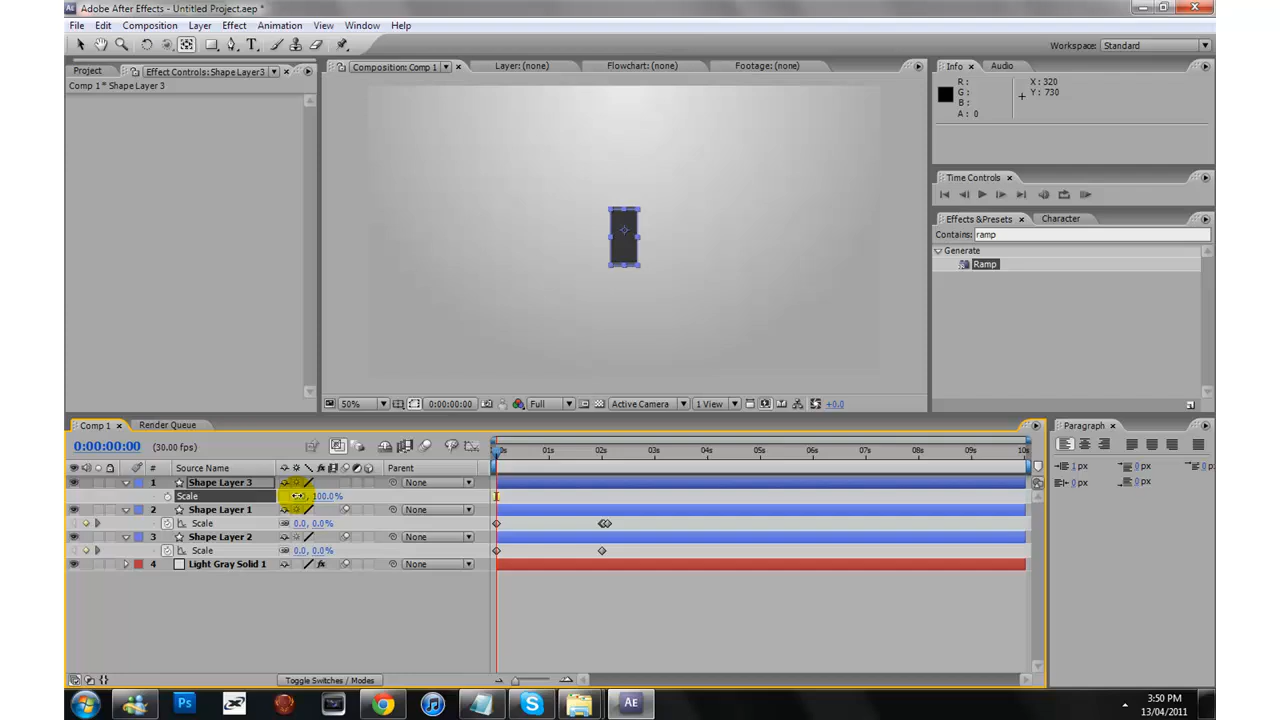 Adobe After Effects - Untitled Project.aep *
File Edit Composition Layer Effect Animation View Window Help
Workspace: Standard
Project Effect Controls: Shape Layer 3
Comp 1 * Shape Layer 3
Composition: Comp 1 Layer: (none) Flowchart: (none) Footage: (none)
Info Audio
R: X: 320
G: Y: 730
B:
A: 0
Time Controls
Effects & Presets Character
Contains: ramp
Generate
Ramp
50% 0:00:00:00 Full Active Camera 1 View +0.0
Comp 1 Render Queue
Paragraph
0:00:00:00 (30.00 fps)
0s 01s 02s 03s 04s 05s 06s 07s 08s 09s 10s
# Source Name Parent
1 Shape Layer 3 None
Scale 100.0%
2 Shape Layer 1 None
Scale 0.0, 0.0%
3 Shape Layer 2 None
Scale 0.0, 0.0%
4 Light Gray Solid 1 None
1 px 0 px 0 p
0 px 0 px
Toggle Switches / Modes
Ps
S
AE
3:50 PM
13/04/2011